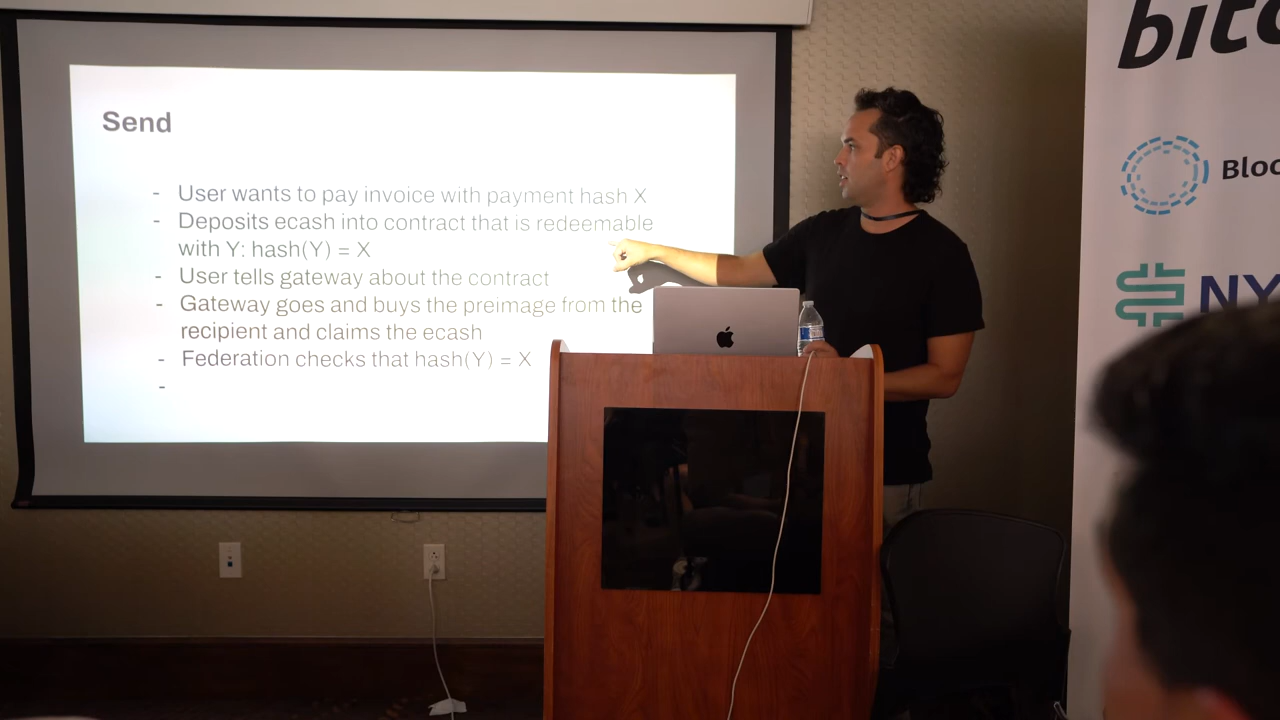 Send
- User wants to pay invoice with payment hash X
- Deposits ecash into contract that is redeemable
with Y: hash(Y) = X
- User tells gateway about the contract
- Gateway goes and buys the preimage from the
recipient and claims the ecash
- Federation checks that hash(Y) = X
-
bitc
Bloc
NY